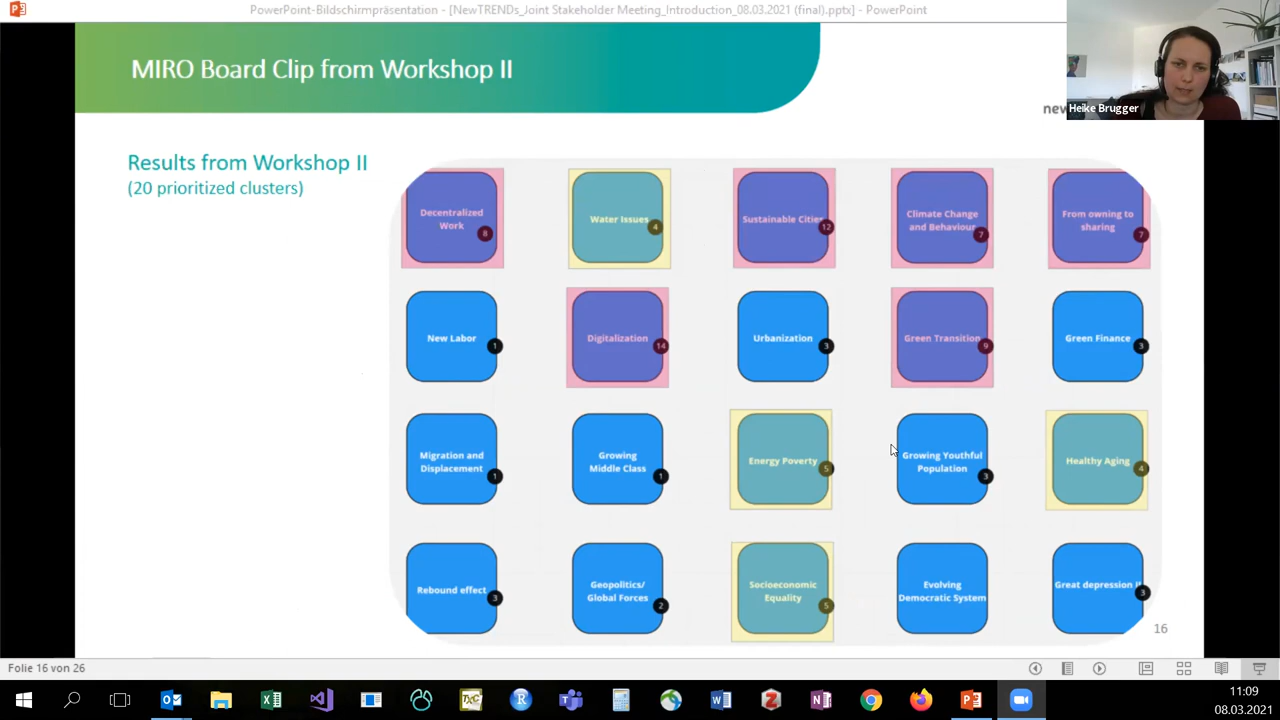 PowerPoint-Bildschirmpräsentation - [NewTRENDs_Joint Stakeholder Meeting_Introduction_08.03.2021 (final).pptx] - PowerPoint
MIRO Board Clip from Workshop II
Heike Brugger
Results from Workshop II
(20 prioritized clusters)
Decentralized
Work
8
Water Issues
4
Sustainable Cities
12
Climate Change
and Behaviour
7
From owning to
sharing
7
New Labor
1
Digitalization
14
Urbanization
3
Green Transition
9
Green Finance
3
Migration and
Displacement
1
Growing
Middle Class
1
Energy Poverty
5
Growing Youthful
Population
3
Healthy Aging
4
Rebound effect
3
Geopolitics/
Global Forces
2
Socioeconomic
Equality
5
Evolving
Democratic System
Great depression II
3
16
Folie 16 von 26
11:09
08.03.2021